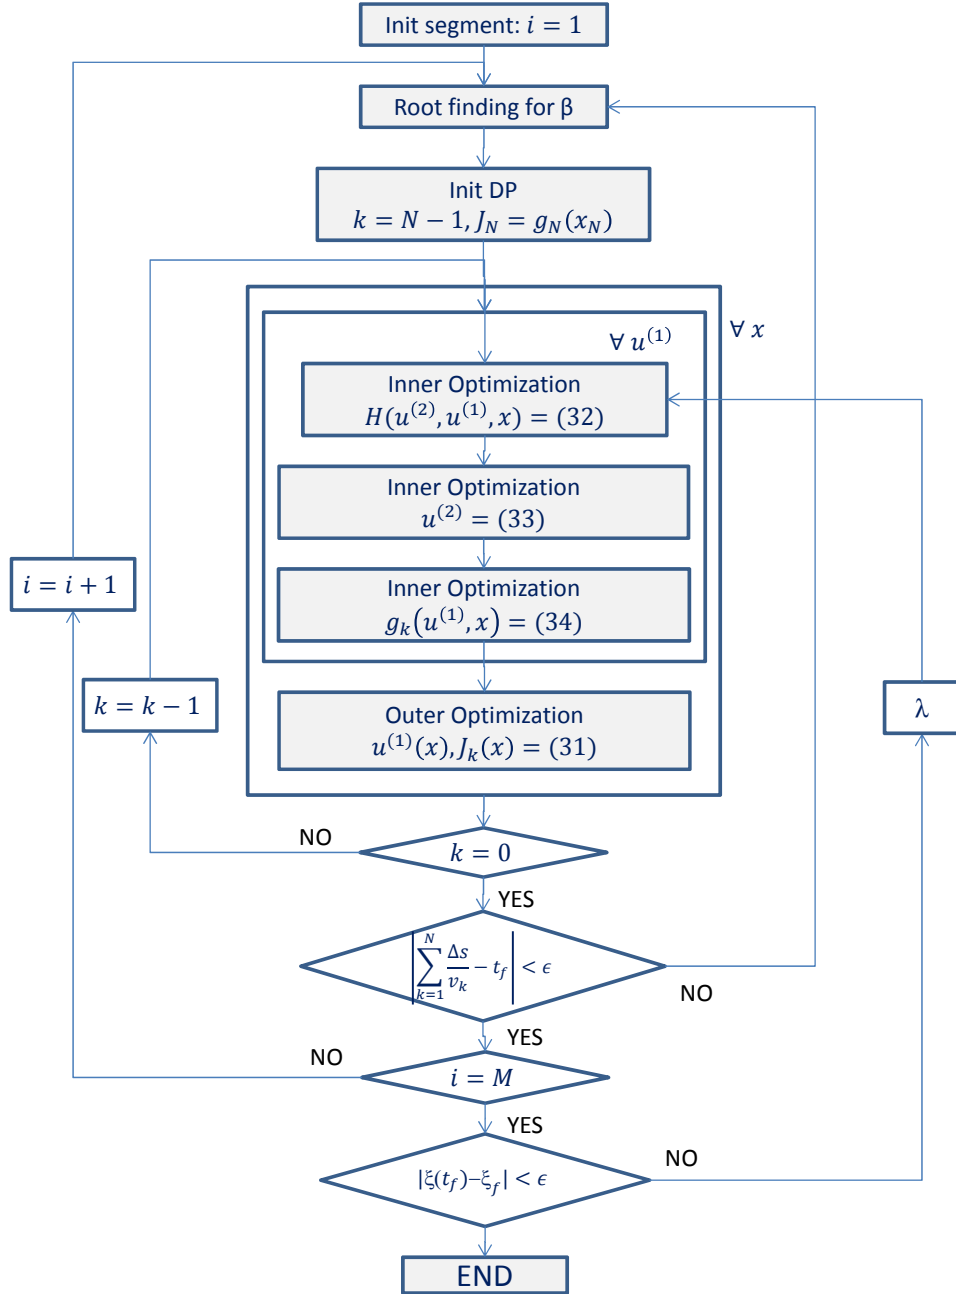 Init segment: i = 1
Root finding for β
Init DP
k = N − 1, J_N = g_N(x_N)
∀ x
∀ u^(1)
Inner Optimization
H(u^(2), u^(1), x) = (32)
Inner Optimization
u^(2) = (33)
i = i + 1
Inner Optimization
g_k(u^(1), x) = (34)
k = k − 1
λ
Outer Optimization
u^(1)(x), J_k(x) = (31)
NO
k = 0
YES
|∑_{k=1}^{N} Δs/v_k − t_f| < ϵ
NO
YES
NO
i = M
YES
NO
|ξ(t_f)−ξ_f| < ϵ
END